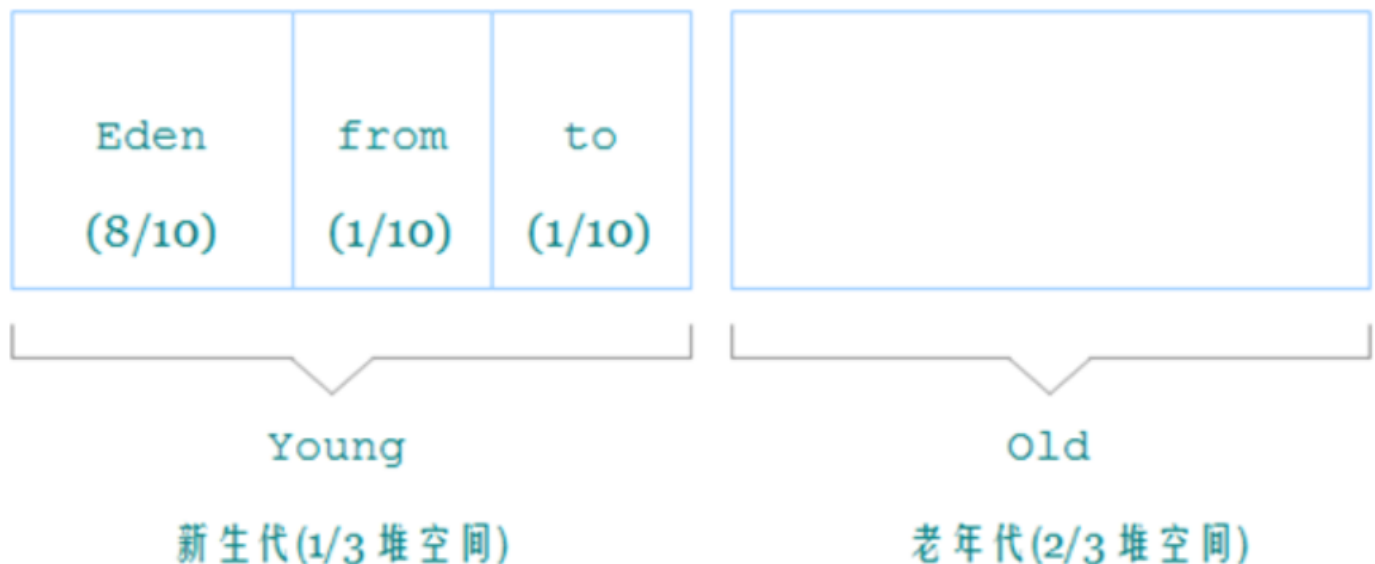 Eden from to
(8/10) (1/10) (1/10)
Young Old
新生代(1/3 堆空间) 老年代(2/3 堆空间)